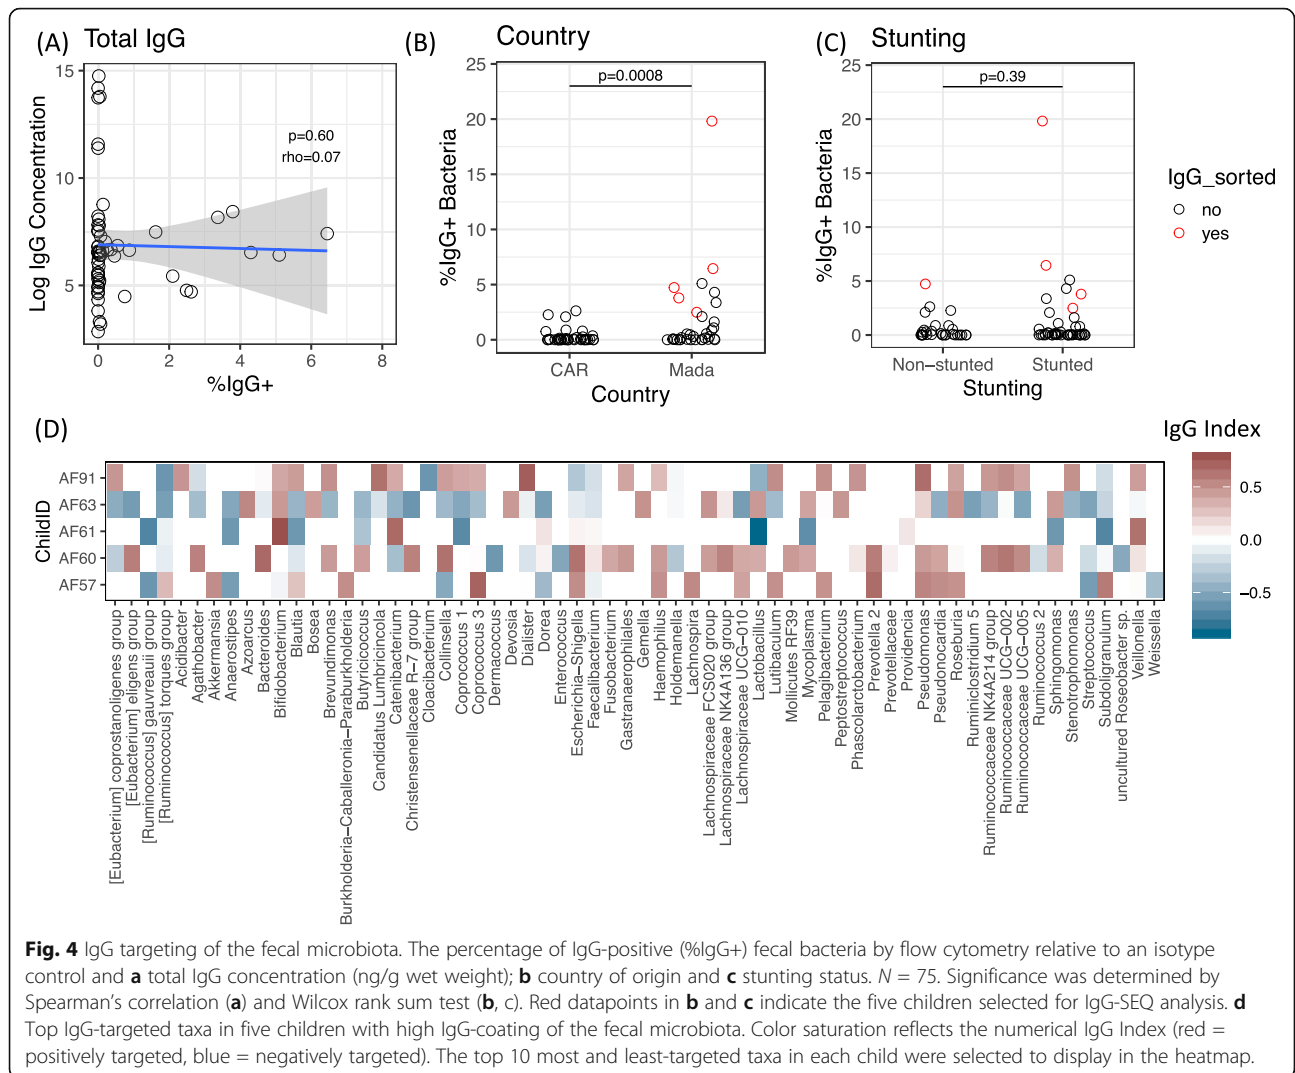 (A) Total IgG
(B) Country
(C) Stunting
Log IgG Concentration
15
10
5
p=0.60
rho=0.07
0 2 4 6 8
%IgG+
%IgG+ Bacteria
25
20
15
10
5
0
p=0.0008
CAR Mada
Country
%IgG+ Bacteria
25
20
15
10
5
0
p=0.39
Non−stunted Stunted
Stunting
IgG_sorted
no
yes
(D)
IgG Index
0.5
0.0
−0.5
ChildID
AF91
AF63
AF61
AF60
AF57
[Eubacterium] coprostanoligenes group
[Eubacterium] eligens group
[Ruminococcus] gauvreauii group
[Ruminococcus] torques group
Acidibacter
Agathobacter
Akkermansia
Anaerostipes
Azoarcus
Bacteroides
Bifidobacterium
Blautia
Bosea
Brevundimonas
Burkholderia−Caballeronia−Paraburkholderia
Butyricicoccus
Candidatus Lumbricincola
Catenibacterium
Christensenellaceae R−7 group
Cloacibacterium
Collinsella
Coprococcus 1
Coprococcus 3
Dermacoccus
Devosia
Dialister
Dorea
Enterococcus
Escherichia−Shigella
Faecalibacterium
Fusobacterium
Gastranaerophilales
Gemella
Haemophilus
Holdemanella
Lachnospira
Lachnospiraceae FCS020 group
Lachnospiraceae NK4A136 group
Lachnospiraceae UCG−010
Lactobacillus
Lutibaculum
Mollicutes RF39
Mycoplasma
Pelagibacterium
Peptostreptococcus
Phascolarctobacterium
Prevotella 2
Prevotellaceae
Providencia
Pseudomonas
Pseudonocardia
Roseburia
Ruminiclostridium 5
Ruminococcaceae NK4A214 group
Ruminococcaceae UCG−002
Ruminococcaceae UCG−005
Ruminococcus 2
Sphingomonas
Stenotrophomonas
Streptococcus
Subdoligranulum
uncultured Roseobacter sp.
Veillonella
Weissella
Fig. 4 IgG targeting of the fecal microbiota. The percentage of IgG-positive (%IgG+) fecal bacteria by flow cytometry relative to an isotype
control and a total IgG concentration (ng/g wet weight); b country of origin and c stunting status. N = 75. Significance was determined by
Spearman's correlation (a) and Wilcox rank sum test (b, c). Red datapoints in b and c indicate the five children selected for IgG-SEQ analysis. d
Top IgG-targeted taxa in five children with high IgG-coating of the fecal microbiota. Color saturation reflects the numerical IgG Index (red =
positively targeted, blue = negatively targeted). The top 10 most and least-targeted taxa in each child were selected to display in the heatmap.